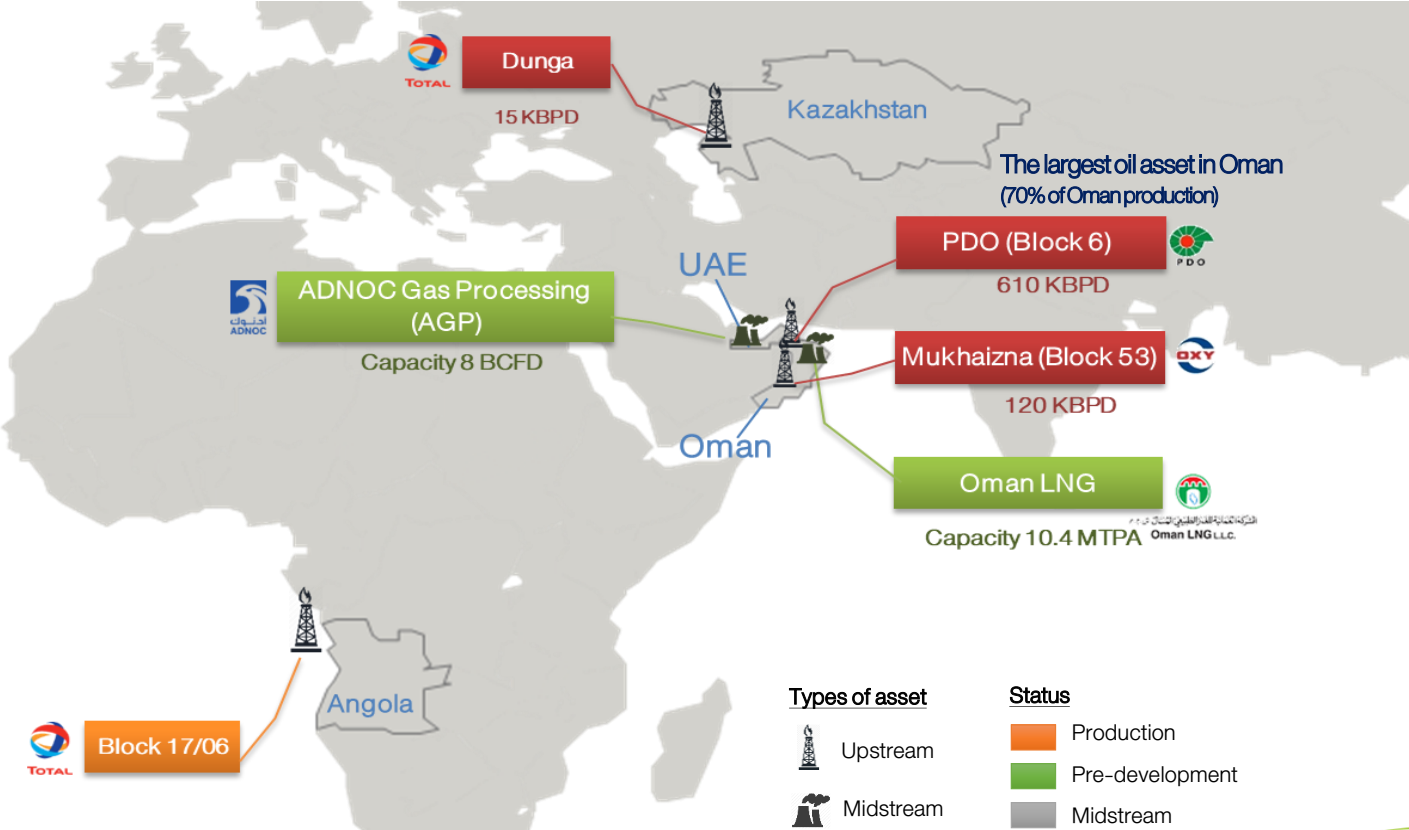 TOTAL
Dunga
15 KBPD
Kazakhstan
The largest oil asset in Oman
(70% of Oman production)
PDO (Block 6)
PDO
610 KBPD
UAE
أدنوك
ADNOC
ADNOC Gas Processing
(AGP)
Capacity 8 BCFD
Mukhaizna (Block 53)
OXY
120 KBPD
Oman
Oman LNG
Capacity 10.4 MTPA
Oman LNG L.L.C.
Angola
TOTAL
Block 17/06
Types of asset
Upstream
Midstream
Status
Production
Pre-development
Midstream